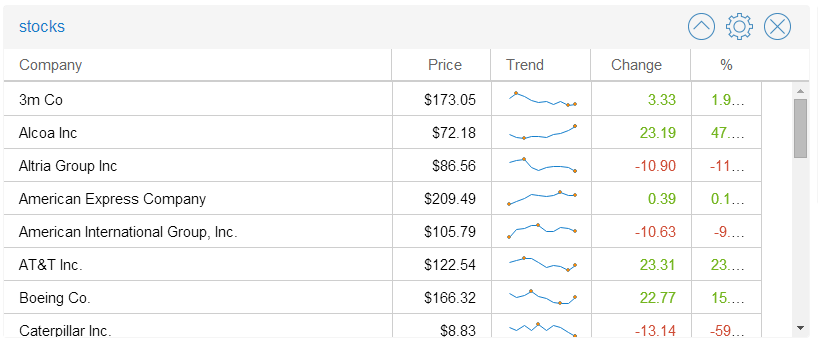 stocks
Company Price Trend Change %
3m Co $173.05 3.33 1.9...
Alcoa Inc $72.18 23.19 47....
Altria Group Inc $86.56 -10.90 -11...
American Express Company $209.49 0.39 0.1...
American International Group, Inc. $105.79 -10.63 -9....
AT&T Inc. $122.54 23.31 23....
Boeing Co. $166.32 22.77 15....
Caterpillar Inc. $8.83 -13.14 -59...